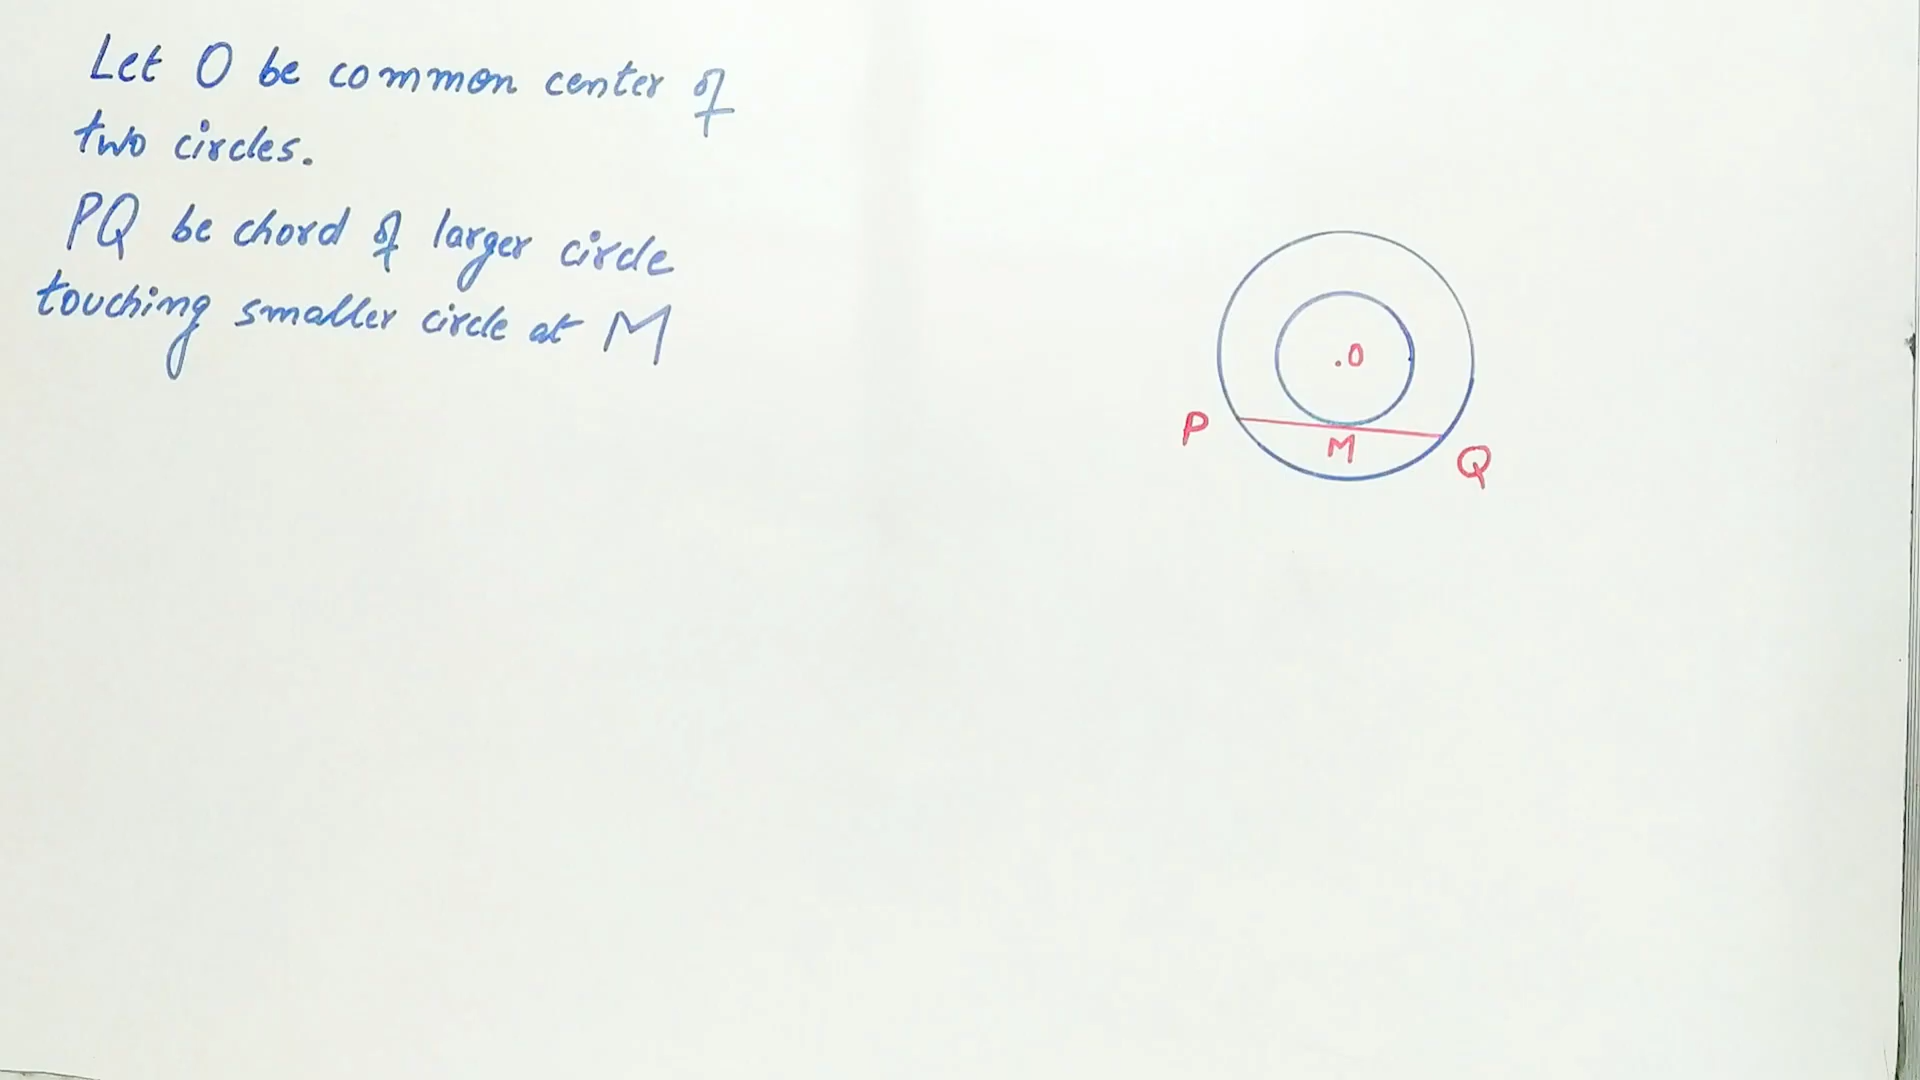 Let O be common center of
two circles.
PQ be chord of larger circle
touching smaller circle at M
.O
P
M
Q